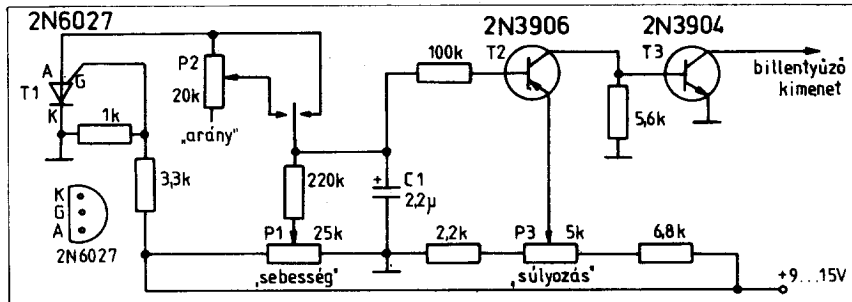 2N6027
2N3906
2N3904
A
G
T1
K
1k
P2
20k
„arány"
100k
T2
T3
billentyűző
kimenet
5,6k
3,3k
220k
+
C1
2,2µ
K
G
A
2N6027
P1
25k
„sebesség"
2,2k
P3
5k
„súlyozás"
6,8k
+9...15V